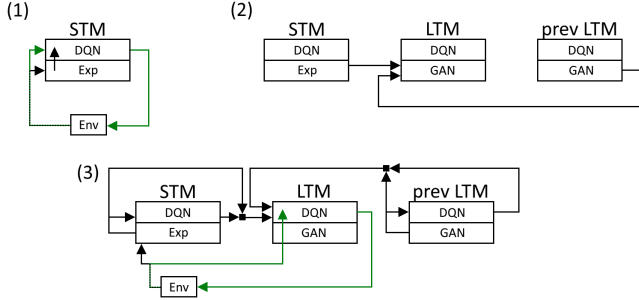 (1)
STM
DQN
Exp
Env
(2)
STM
DQN
Exp
LTM
DQN
GAN
prev LTM
DQN
GAN
(3)
STM
DQN
Exp
Env
LTM
DQN
GAN
prev LTM
DQN
GAN